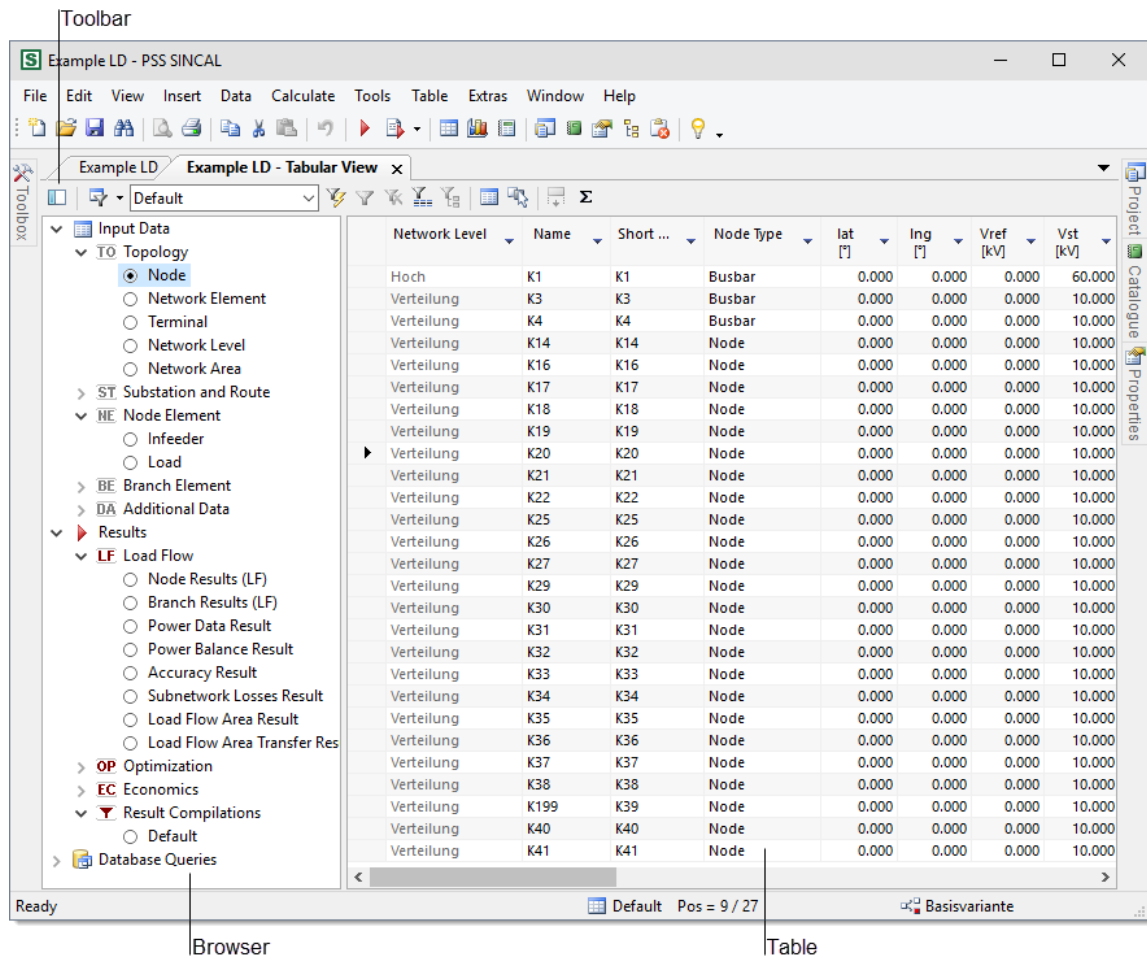 Toolbar
S Example LD - PSS SINCAL
File Edit View Insert Data Calculate Tools Table Extras Window Help
Example LD Example LD - Tabular View x
Toolbox
Default Σ
Input Data
TO Topology
Node
Network Element
Terminal
Network Level
Network Area
ST Substation and Route
NE Node Element
Infeeder
Load
BE Branch Element
DA Additional Data
Results
LF Load Flow
Node Results (LF)
Branch Results (LF)
Power Data Result
Power Balance Result
Accuracy Result
Subnetwork Losses Result
Load Flow Area Result
Load Flow Area Transfer Res
OP Optimization
EC Economics
Result Compilations
Default
Database Queries
Network Level Name Short ... Node Type lat [°] lng [°] Vref [kV] Vst [kV]
Hoch K1 K1 Busbar 0.000 0.000 0.000 60.000
Verteilung K3 K3 Busbar 0.000 0.000 0.000 10.000
Verteilung K4 K4 Busbar 0.000 0.000 0.000 10.000
Verteilung K14 K14 Node 0.000 0.000 0.000 10.000
Verteilung K16 K16 Node 0.000 0.000 0.000 10.000
Verteilung K17 K17 Node 0.000 0.000 0.000 10.000
Verteilung K18 K18 Node 0.000 0.000 0.000 10.000
Verteilung K19 K19 Node 0.000 0.000 0.000 10.000
Verteilung K20 K20 Node 0.000 0.000 0.000 10.000
Verteilung K21 K21 Node 0.000 0.000 0.000 10.000
Verteilung K22 K22 Node 0.000 0.000 0.000 10.000
Verteilung K25 K25 Node 0.000 0.000 0.000 10.000
Verteilung K26 K26 Node 0.000 0.000 0.000 10.000
Verteilung K27 K27 Node 0.000 0.000 0.000 10.000
Verteilung K29 K29 Node 0.000 0.000 0.000 10.000
Verteilung K30 K30 Node 0.000 0.000 0.000 10.000
Verteilung K31 K31 Node 0.000 0.000 0.000 10.000
Verteilung K32 K32 Node 0.000 0.000 0.000 10.000
Verteilung K33 K33 Node 0.000 0.000 0.000 10.000
Verteilung K34 K34 Node 0.000 0.000 0.000 10.000
Verteilung K35 K35 Node 0.000 0.000 0.000 10.000
Verteilung K36 K36 Node 0.000 0.000 0.000 10.000
Verteilung K37 K37 Node 0.000 0.000 0.000 10.000
Verteilung K38 K38 Node 0.000 0.000 0.000 10.000
Verteilung K199 K39 Node 0.000 0.000 0.000 10.000
Verteilung K40 K40 Node 0.000 0.000 0.000 10.000
Verteilung K41 K41 Node 0.000 0.000 0.000 10.000
Project
Catalogue
Properties
Ready Default Pos = 9 / 27 Basisvariante
Browser
Table